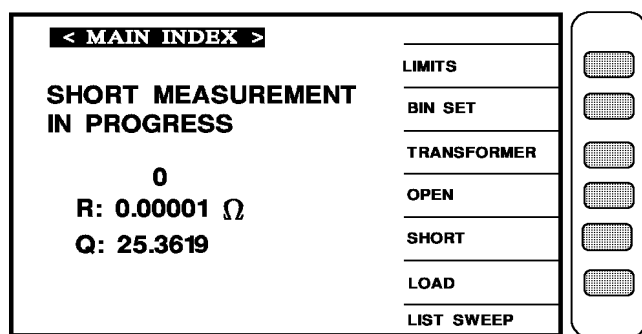 < MAIN INDEX >
SHORT MEASUREMENT
IN PROGRESS
0
R: 0.00001 Ω
Q: 25.3619
LIMITS
BIN SET
TRANSFORMER
OPEN
SHORT
LOAD
LIST SWEEP